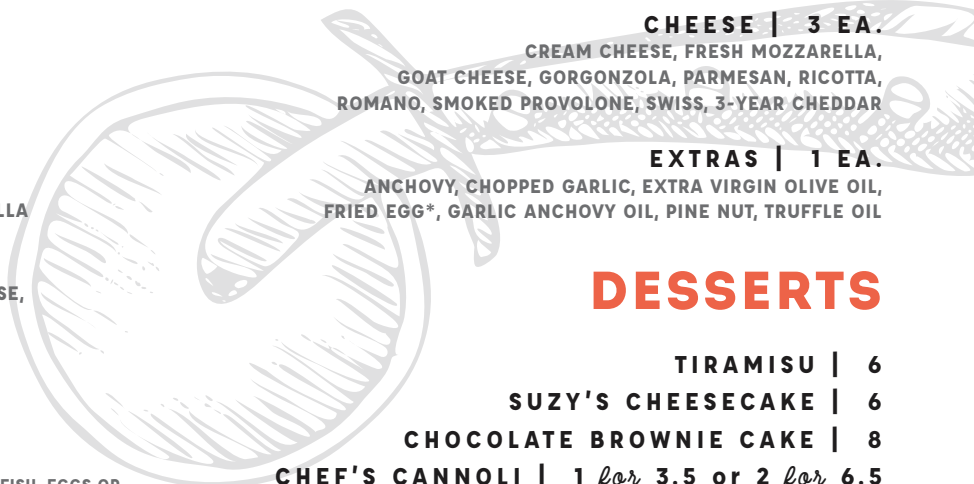 CHEESE | 3 EA.
CREAM CHEESE, FRESH MOZZARELLA,
GOAT CHEESE, GORGONZOLA, PARMESAN, RICOTTA,
ROMANO, SMOKED PROVOLONE, SWISS, 3-YEAR CHEDDAR
EXTRAS | 1 EA.
ANCHOVY, CHOPPED GARLIC, EXTRA VIRGIN OLIVE OIL,
FRIED EGG*, GARLIC ANCHOVY OIL, PINE NUT, TRUFFLE OIL
DESSERTS
TIRAMISU | 6
SUZY'S CHEESECAKE | 6
CHOCOLATE BROWNIE CAKE | 8
CHEF'S CANNOLI | 1 for 3.5 or 2 for 6.5